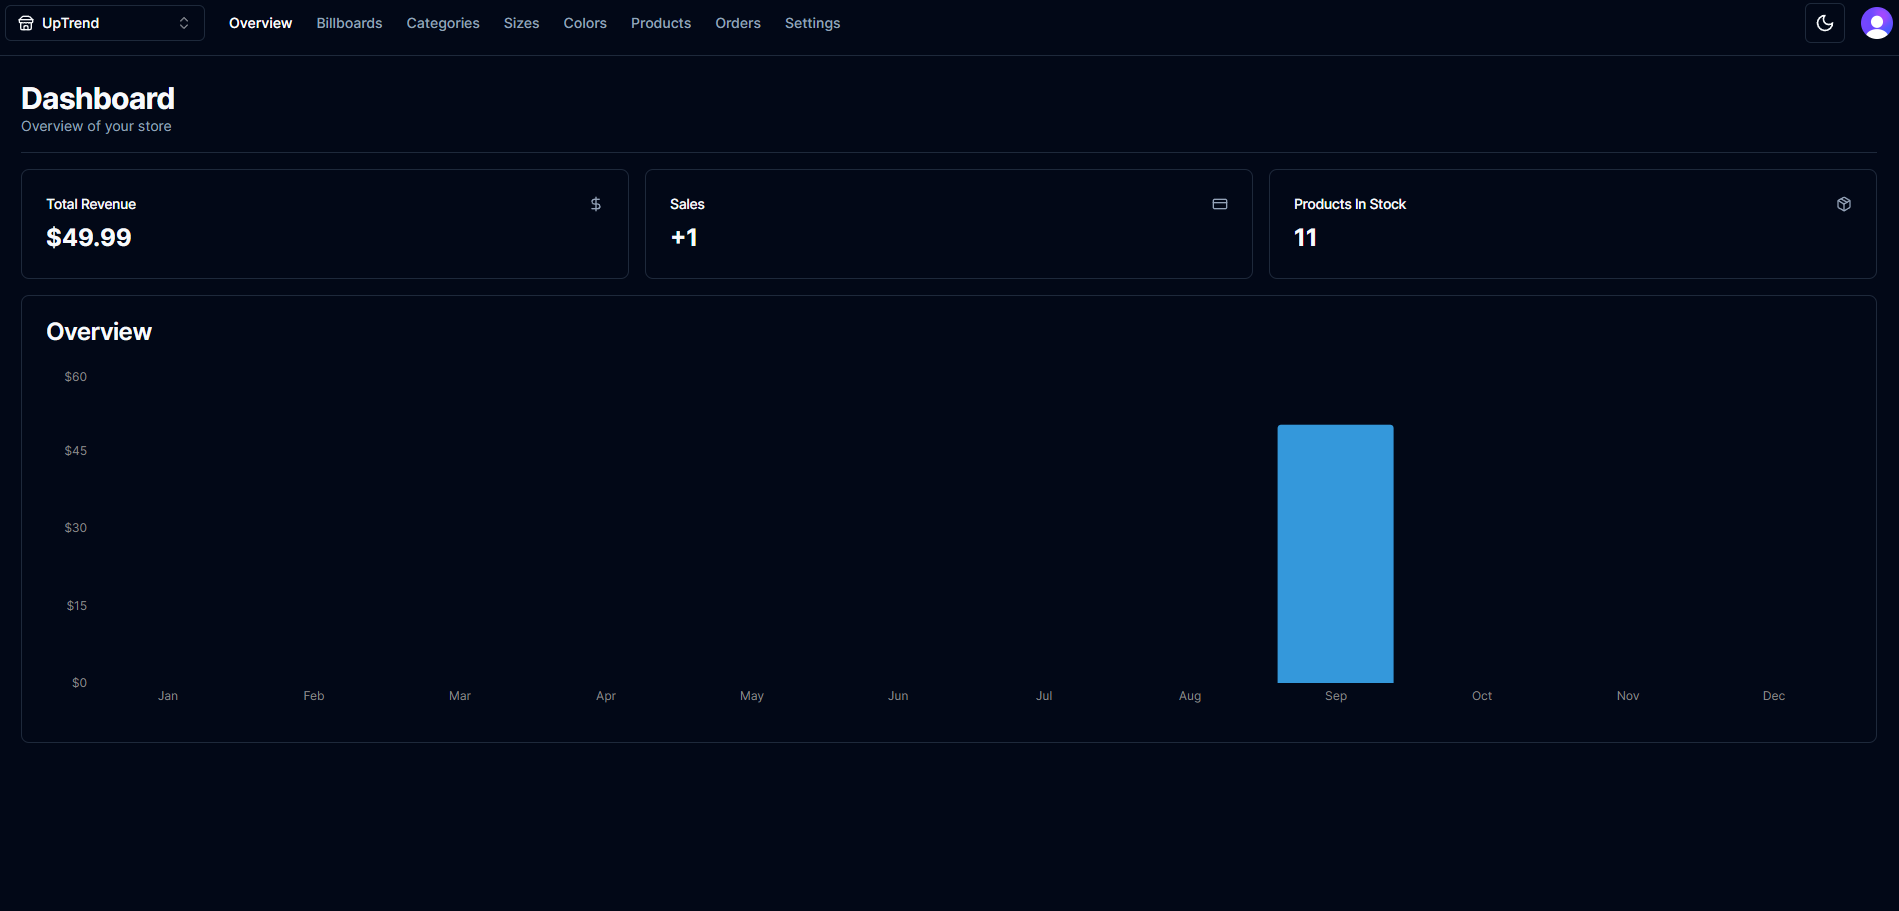 UpTrend
Overview
Billboards
Categories
Sizes
Colors
Products
Orders
Settings
Dashboard
Overview of your store
Total Revenue
$
$49.99
Sales
+1
Products In Stock
11
Overview
$60
$45
$30
$15
$0
Jan
Feb
Mar
Apr
May
Jun
Jul
Aug
Sep
Oct
Nov
Dec